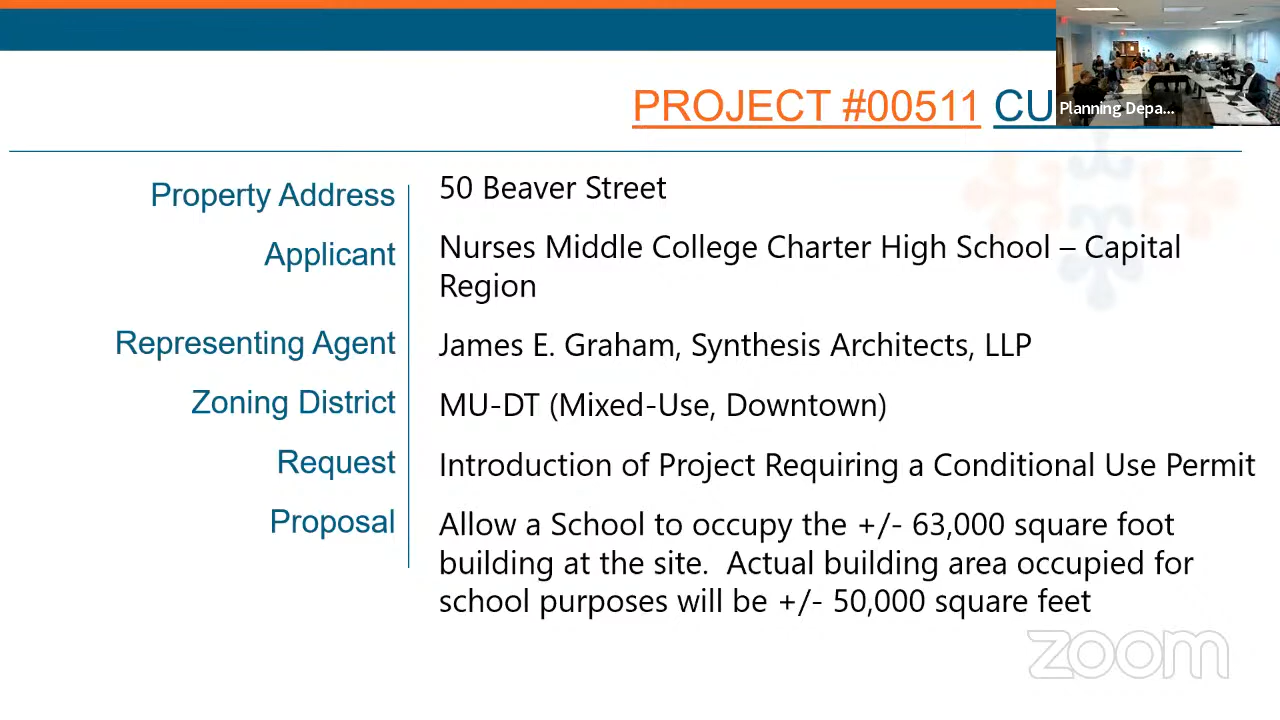 PROJECT #00511 CU
Planning Depa...
Property Address
50 Beaver Street
Applicant
Nurses Middle College Charter High School – Capital
Region
Representing Agent
James E. Graham, Synthesis Architects, LLP
Zoning District
MU-DT (Mixed-Use, Downtown)
Request
Introduction of Project Requiring a Conditional Use Permit
Proposal
Allow a School to occupy the +/- 63,000 square foot
building at the site.  Actual building area occupied for
school purposes will be +/- 50,000 square feet
zoom